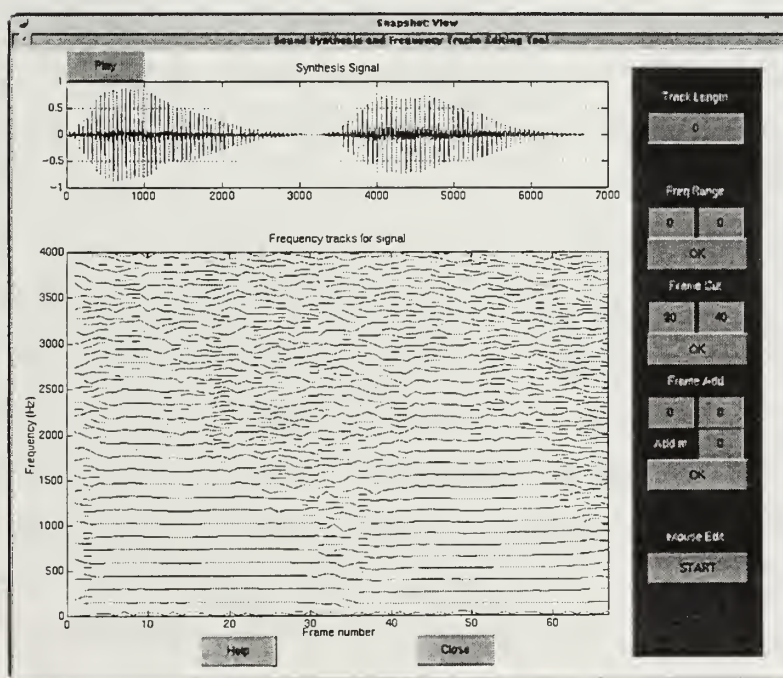 Snapshot View
Sound Synthesis and Frequency Tracks Editing Tool
Play
Synthesis Signal
1
0.5
0
-0.5
-1
0
1000
2000
3000
4000
5000
6000
7000
Frequency tracks for signal
4000
3500
3000
2500
2000
1500
1000
500
0
Frequency (Hz)
0
10
20
30
40
50
60
Frame number
Help
Close
Track Length
0
Freq Range
0 0
OK
Frame Cut
40
OK
Frame Add
0 0
Add at 0
OK
Mouse Edit
START